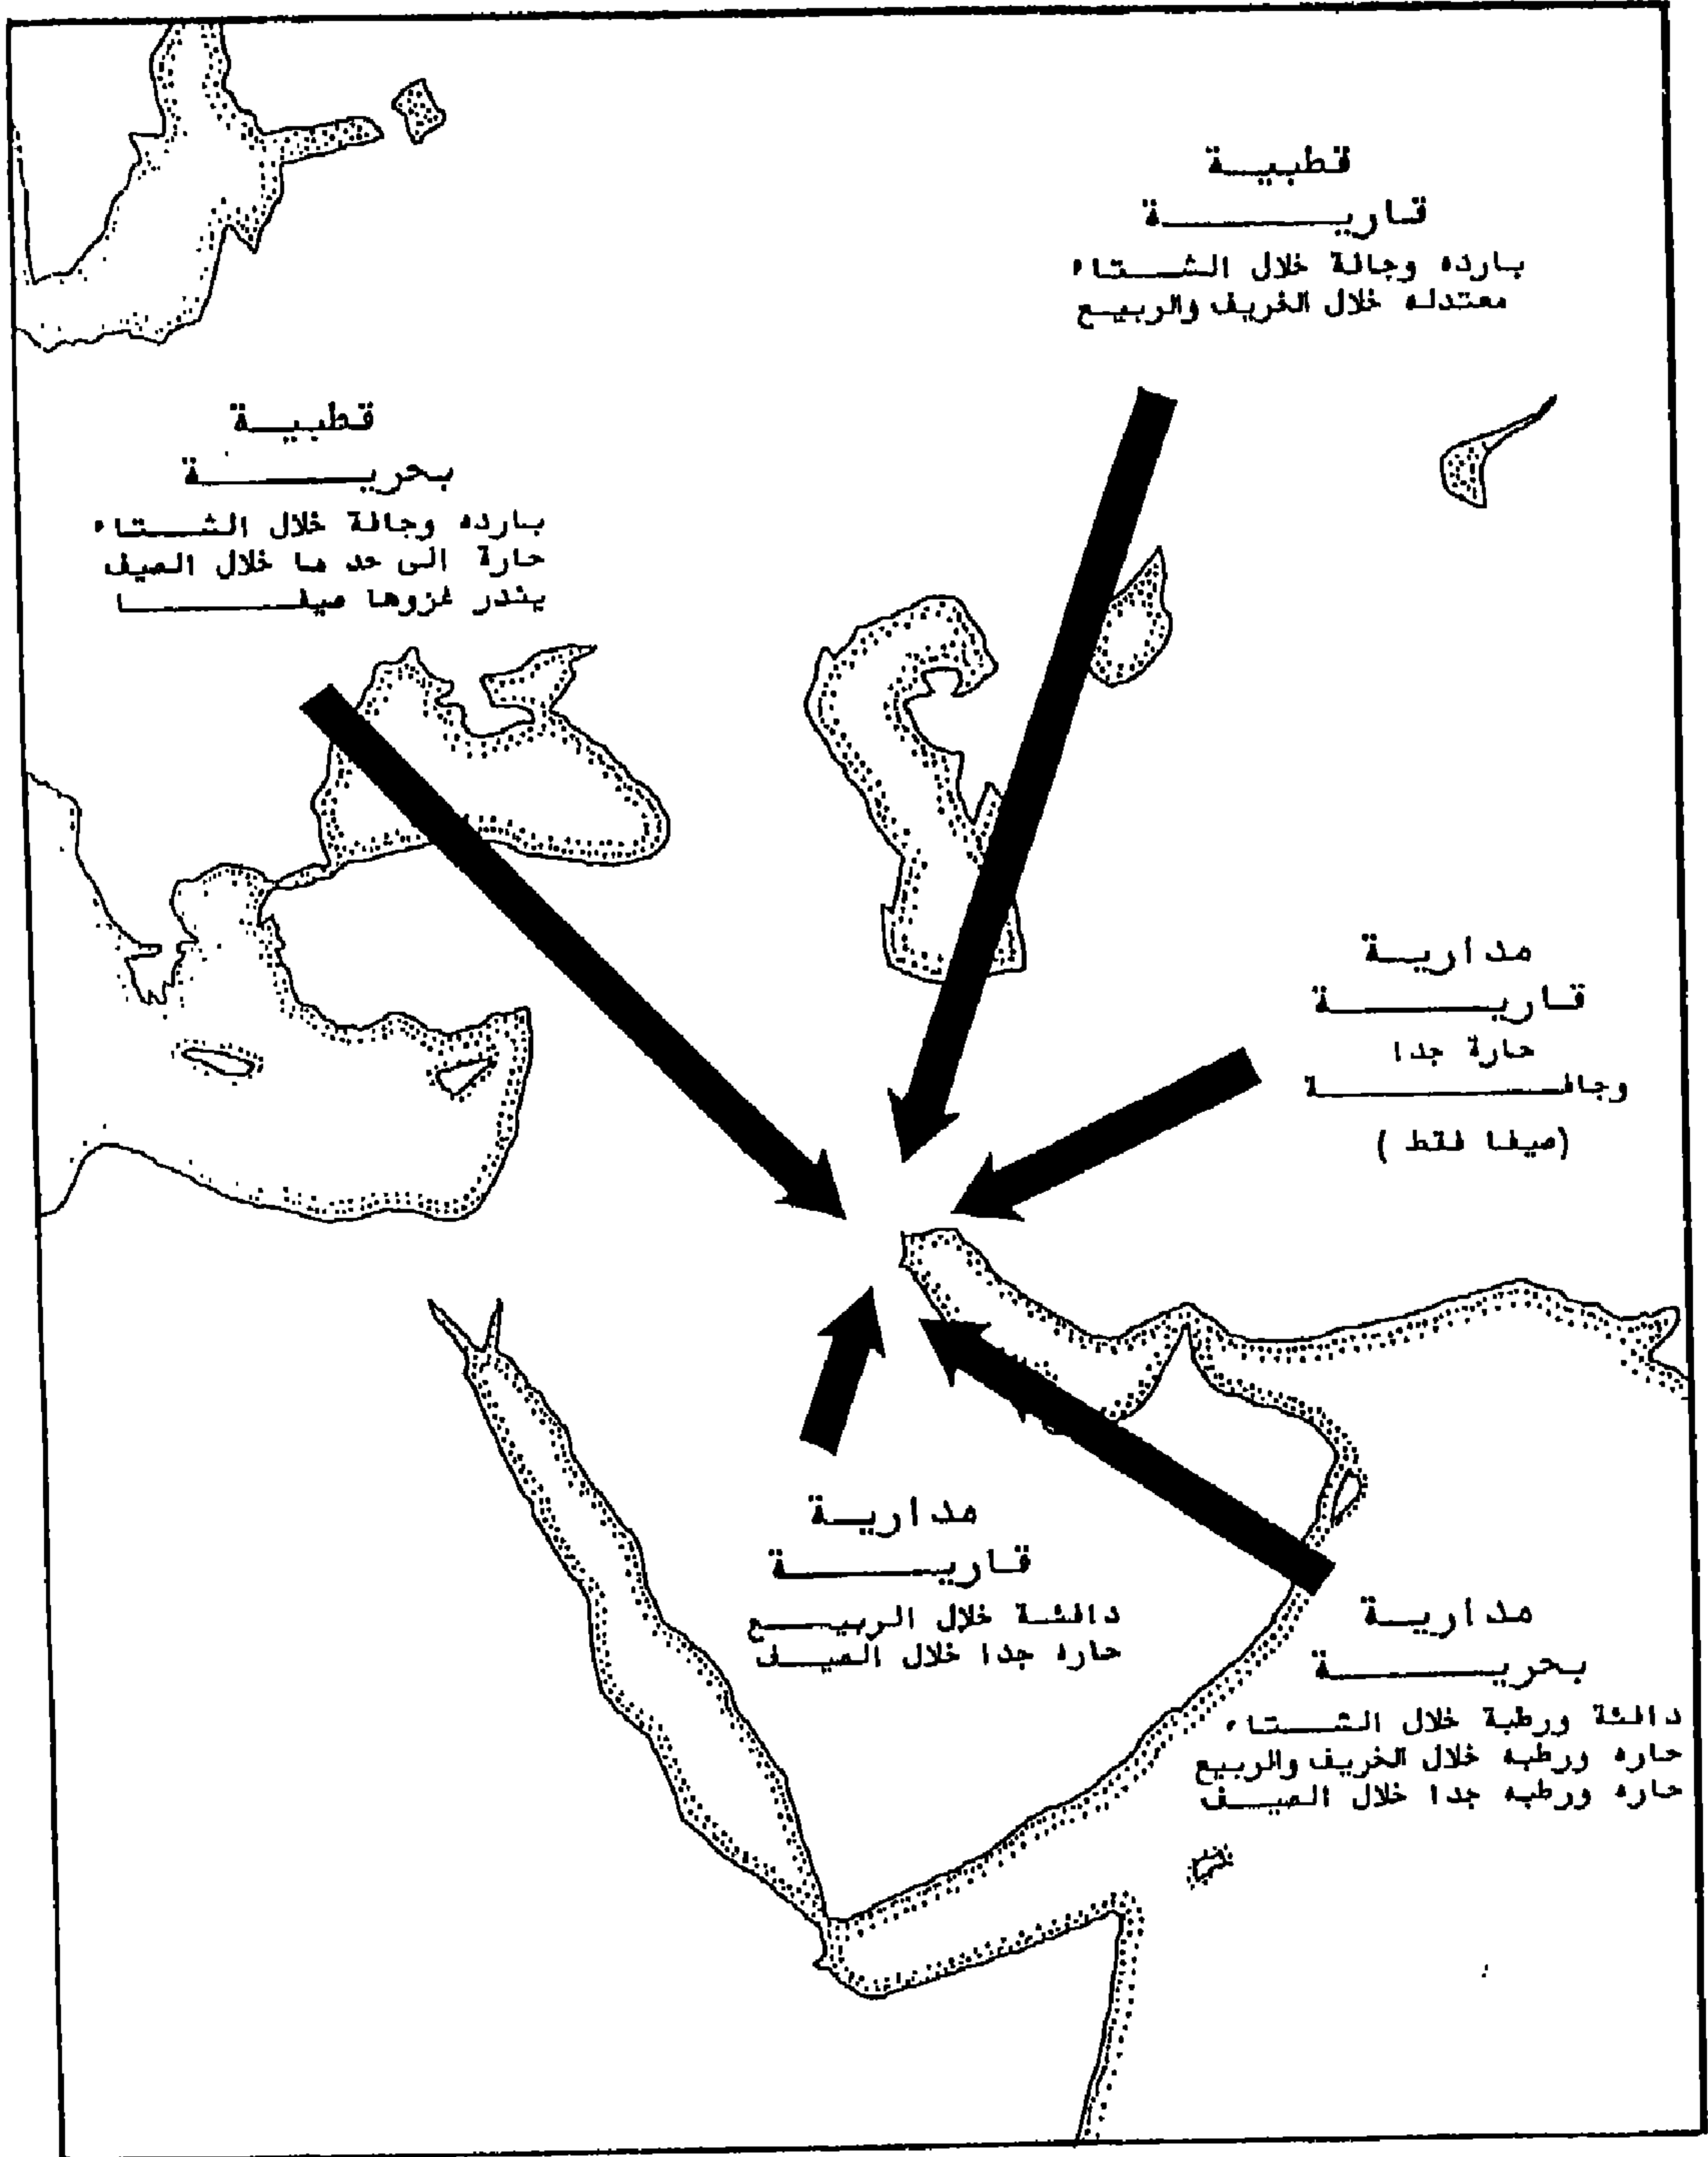 قطبية
قارية
بارده وجافة خلال الشتاء
معتدله خلال الخريف والربيع
قطبية
بحرية
بارده وجافة خلال الشتاء
حارة الى حد ما خلال الصيف
يندر غزوها صيفا
مدارية
قارية
حارة جدا
وجافة
(صيفا فقط)
مدارية
قارية
دافئة خلال الربيع
حاره جدا خلال الصيف
مدارية
بحرية
دافئة ورطبة خلال الشتاء
حاره ورطبه خلال الخريف والربيع
حاره ورطبه جدا خلال الصيف